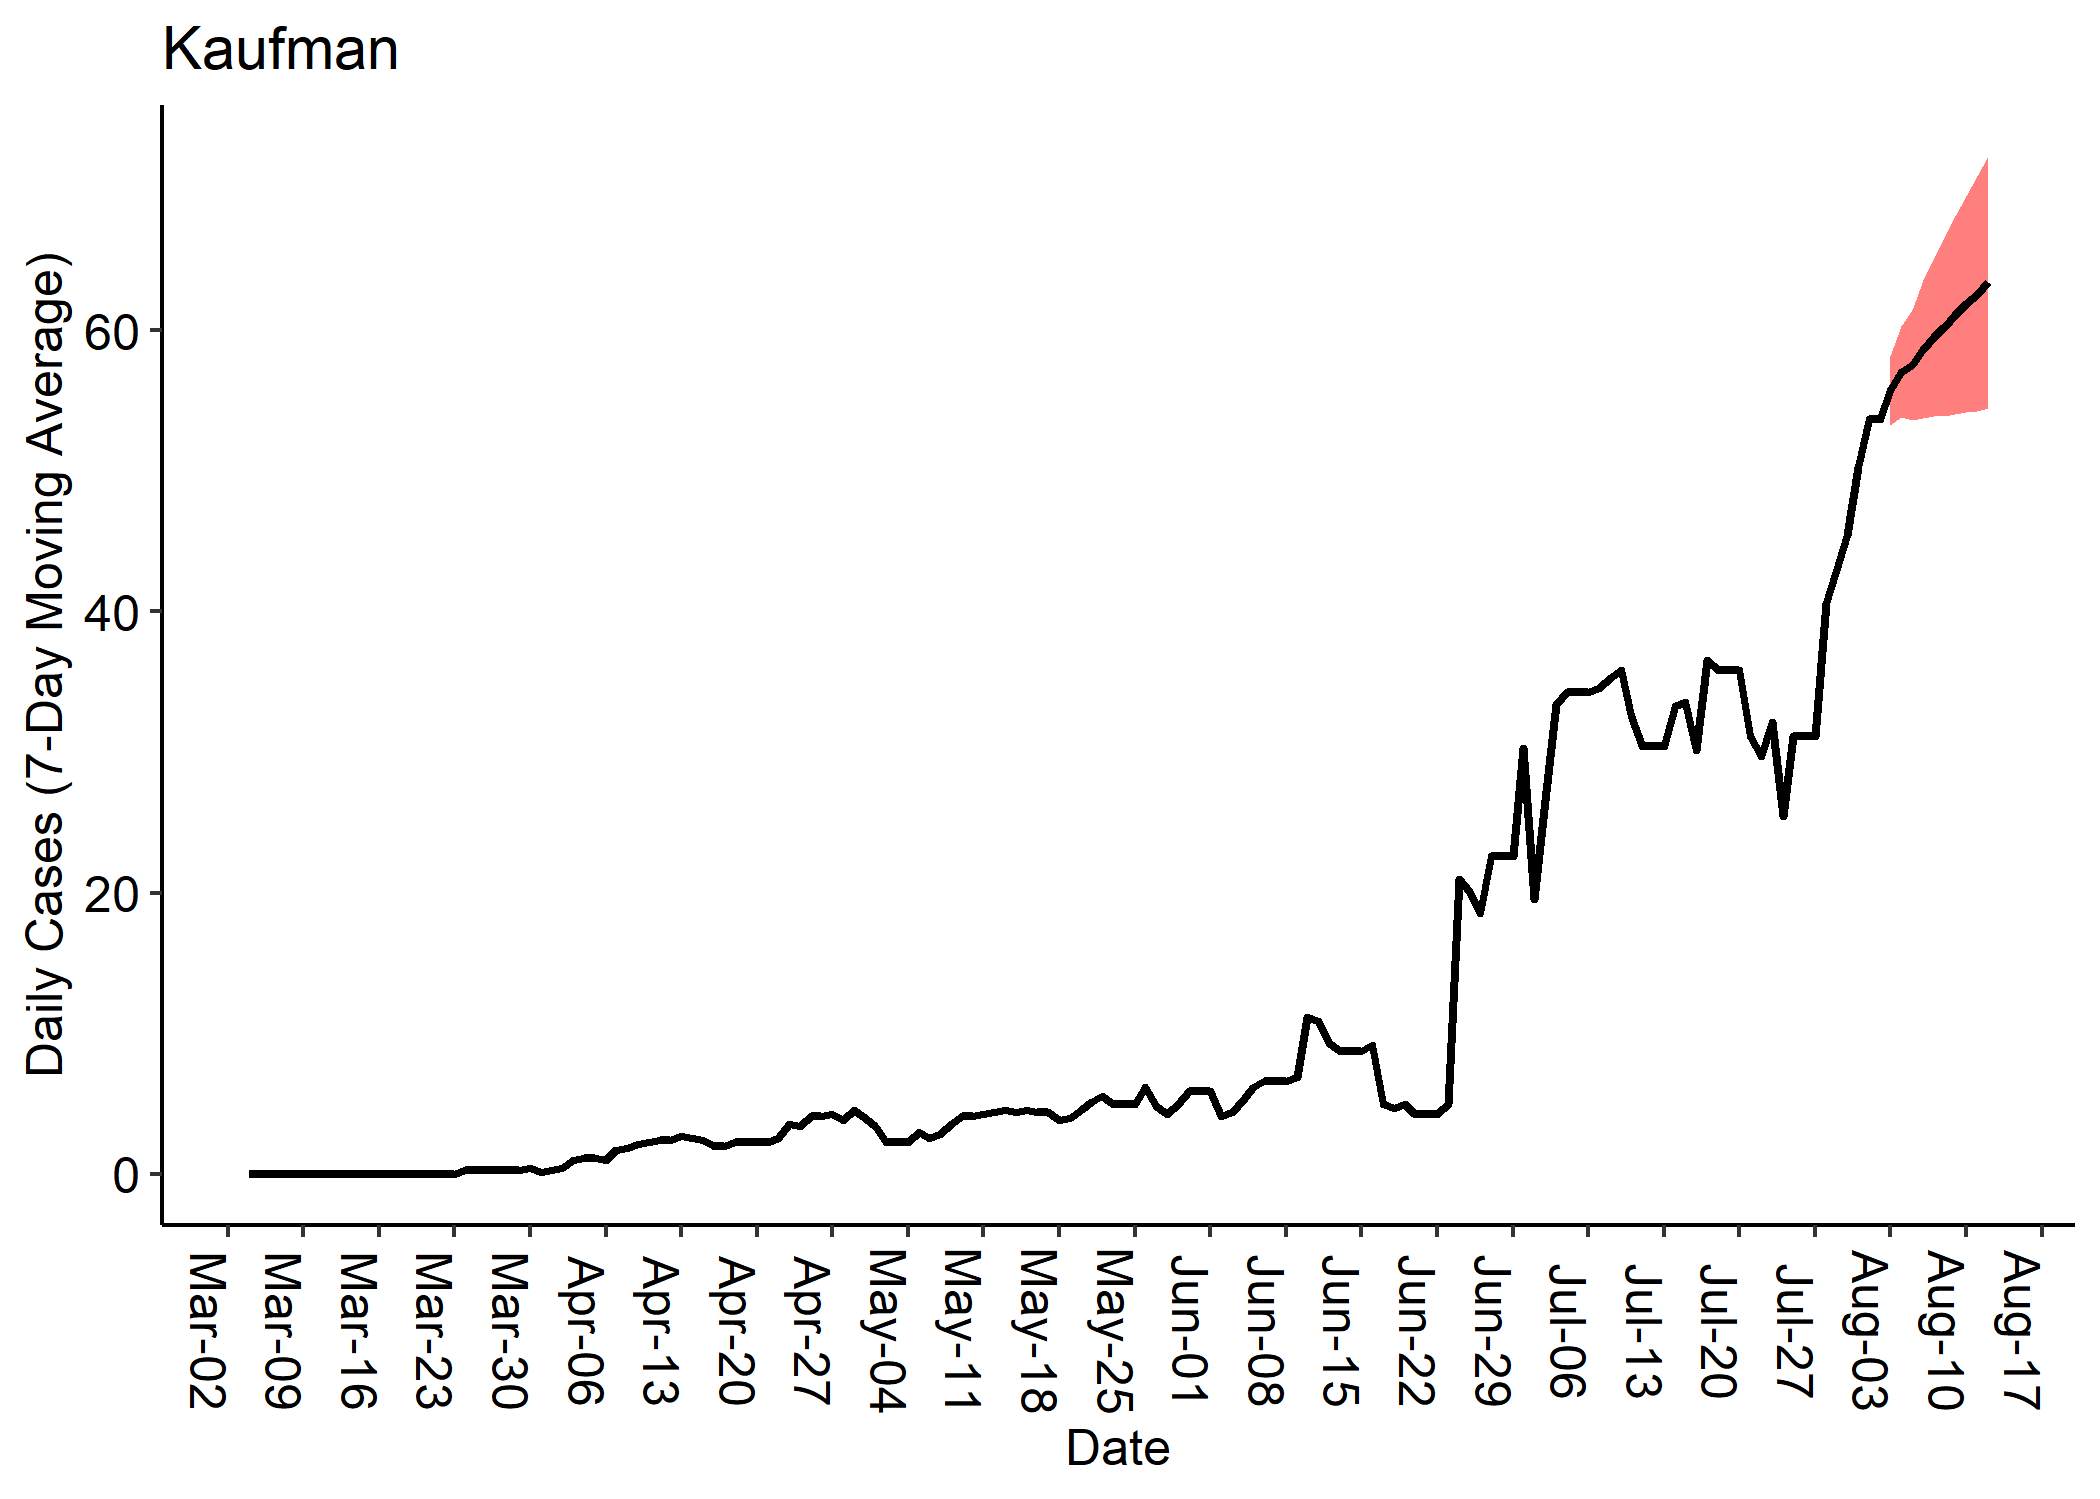 Kaufman
Daily Cases (7-Day Moving Average)
60
40
20
0
Mar-02
Mar-09
Mar-16
Mar-23
Mar-30
Apr-06
Apr-13
Apr-20
Apr-27
May-04
May-11
May-18
May-25
Jun-01
Jun-08
Jun-15
Jun-22
Jun-29
Jul-06
Jul-13
Jul-20
Jul-27
Aug-03
Aug-10
Aug-17
Date